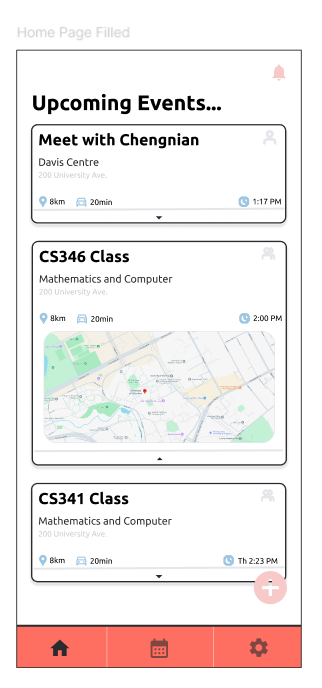 Home Page Filled
Upcoming Events...
Meet with Chengnian
Davis Centre
200 University Ave.
8km 20min 1:17 PM
CS346 Class
Mathematics and Computer
200 University Ave.
8km 20min 2:00 PM
CS341 Class
Mathematics and Computer
200 University Ave.
8km 20min Th 2:23 PM